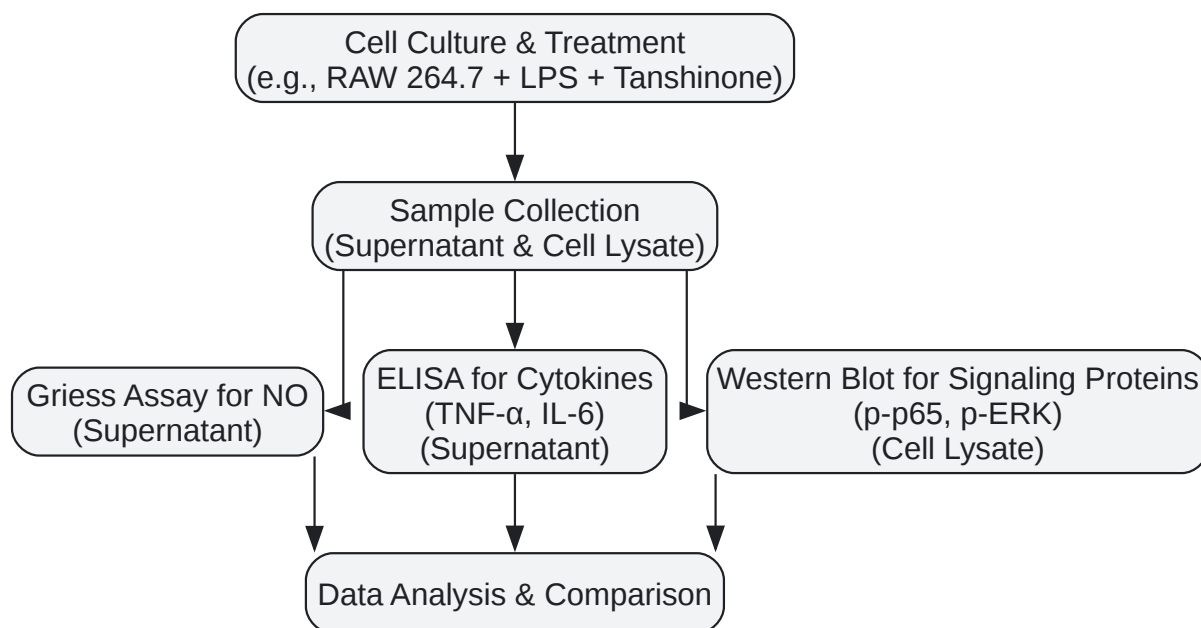 Cell Culture & Treatment
(e.g., RAW 264.7 + LPS + Tanshinone)
Sample Collection
(Supernatant & Cell Lysate)
Griess Assay for NO
(Supernatant)
ELISA for Cytokines
(TNF-α, IL-6)
(Supernatant)
Western Blot for Signaling Proteins
(p-p65, p-ERK)
(Cell Lysate)
Data Analysis & Comparison